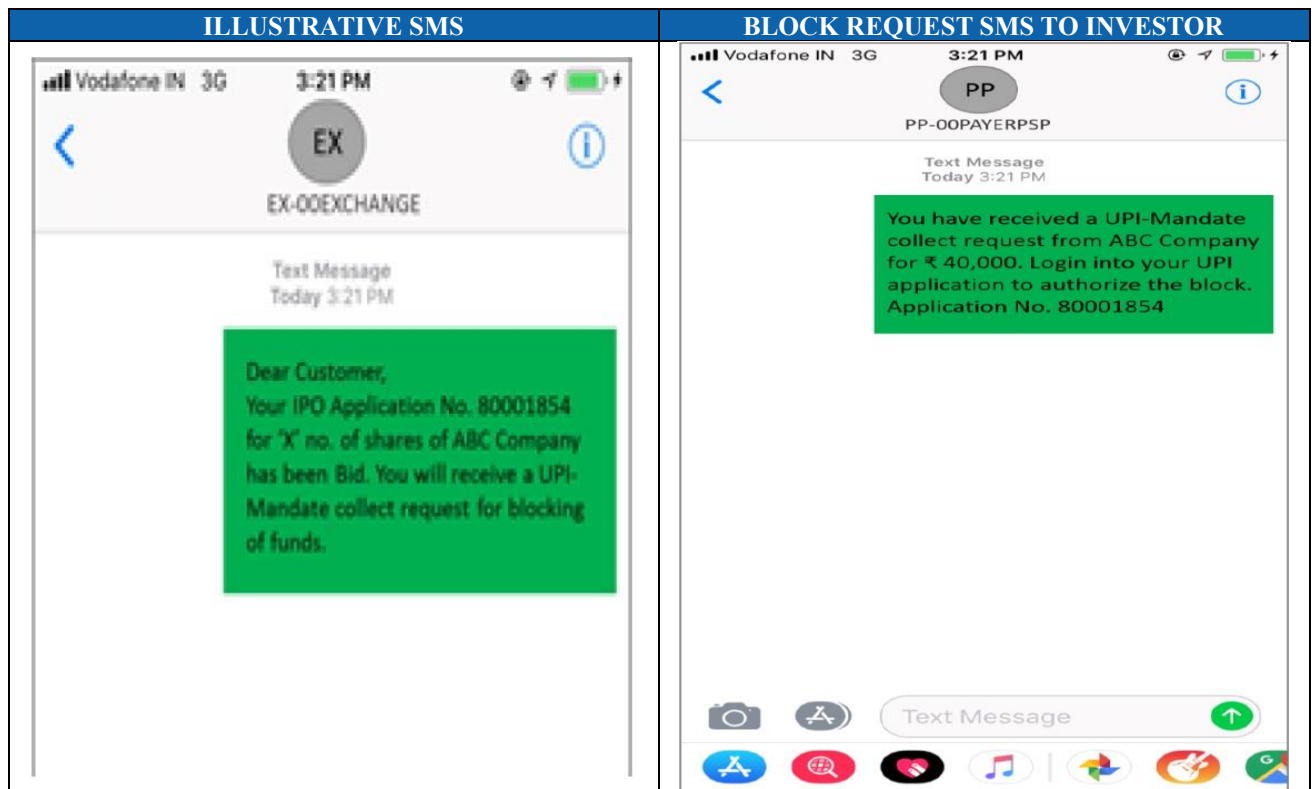 ILLUSTRATIVE SMS
Vodafone IN 3G 3:21 PM
EX
EX-00EXCHANGE
Text Message
Today 3:21 PM
Dear Customer,
Your IPO Application No. 80001854
for "X" no. of shares of ABC Company
has been Bid. You will receive a UPI-
Mandate collect request for blocking
of funds.
BLOCK REQUEST SMS TO INVESTOR
Vodafone IN 3G 3:21 PM
PP
PP-00PAYERPSP
Text Message
Today 3:21 PM
You have received a UPI-Mandate
collect request from ABC Company
for ₹ 40,000. Login into your UPI
application to authorize the block.
Application No. 80001854
Text Message
G